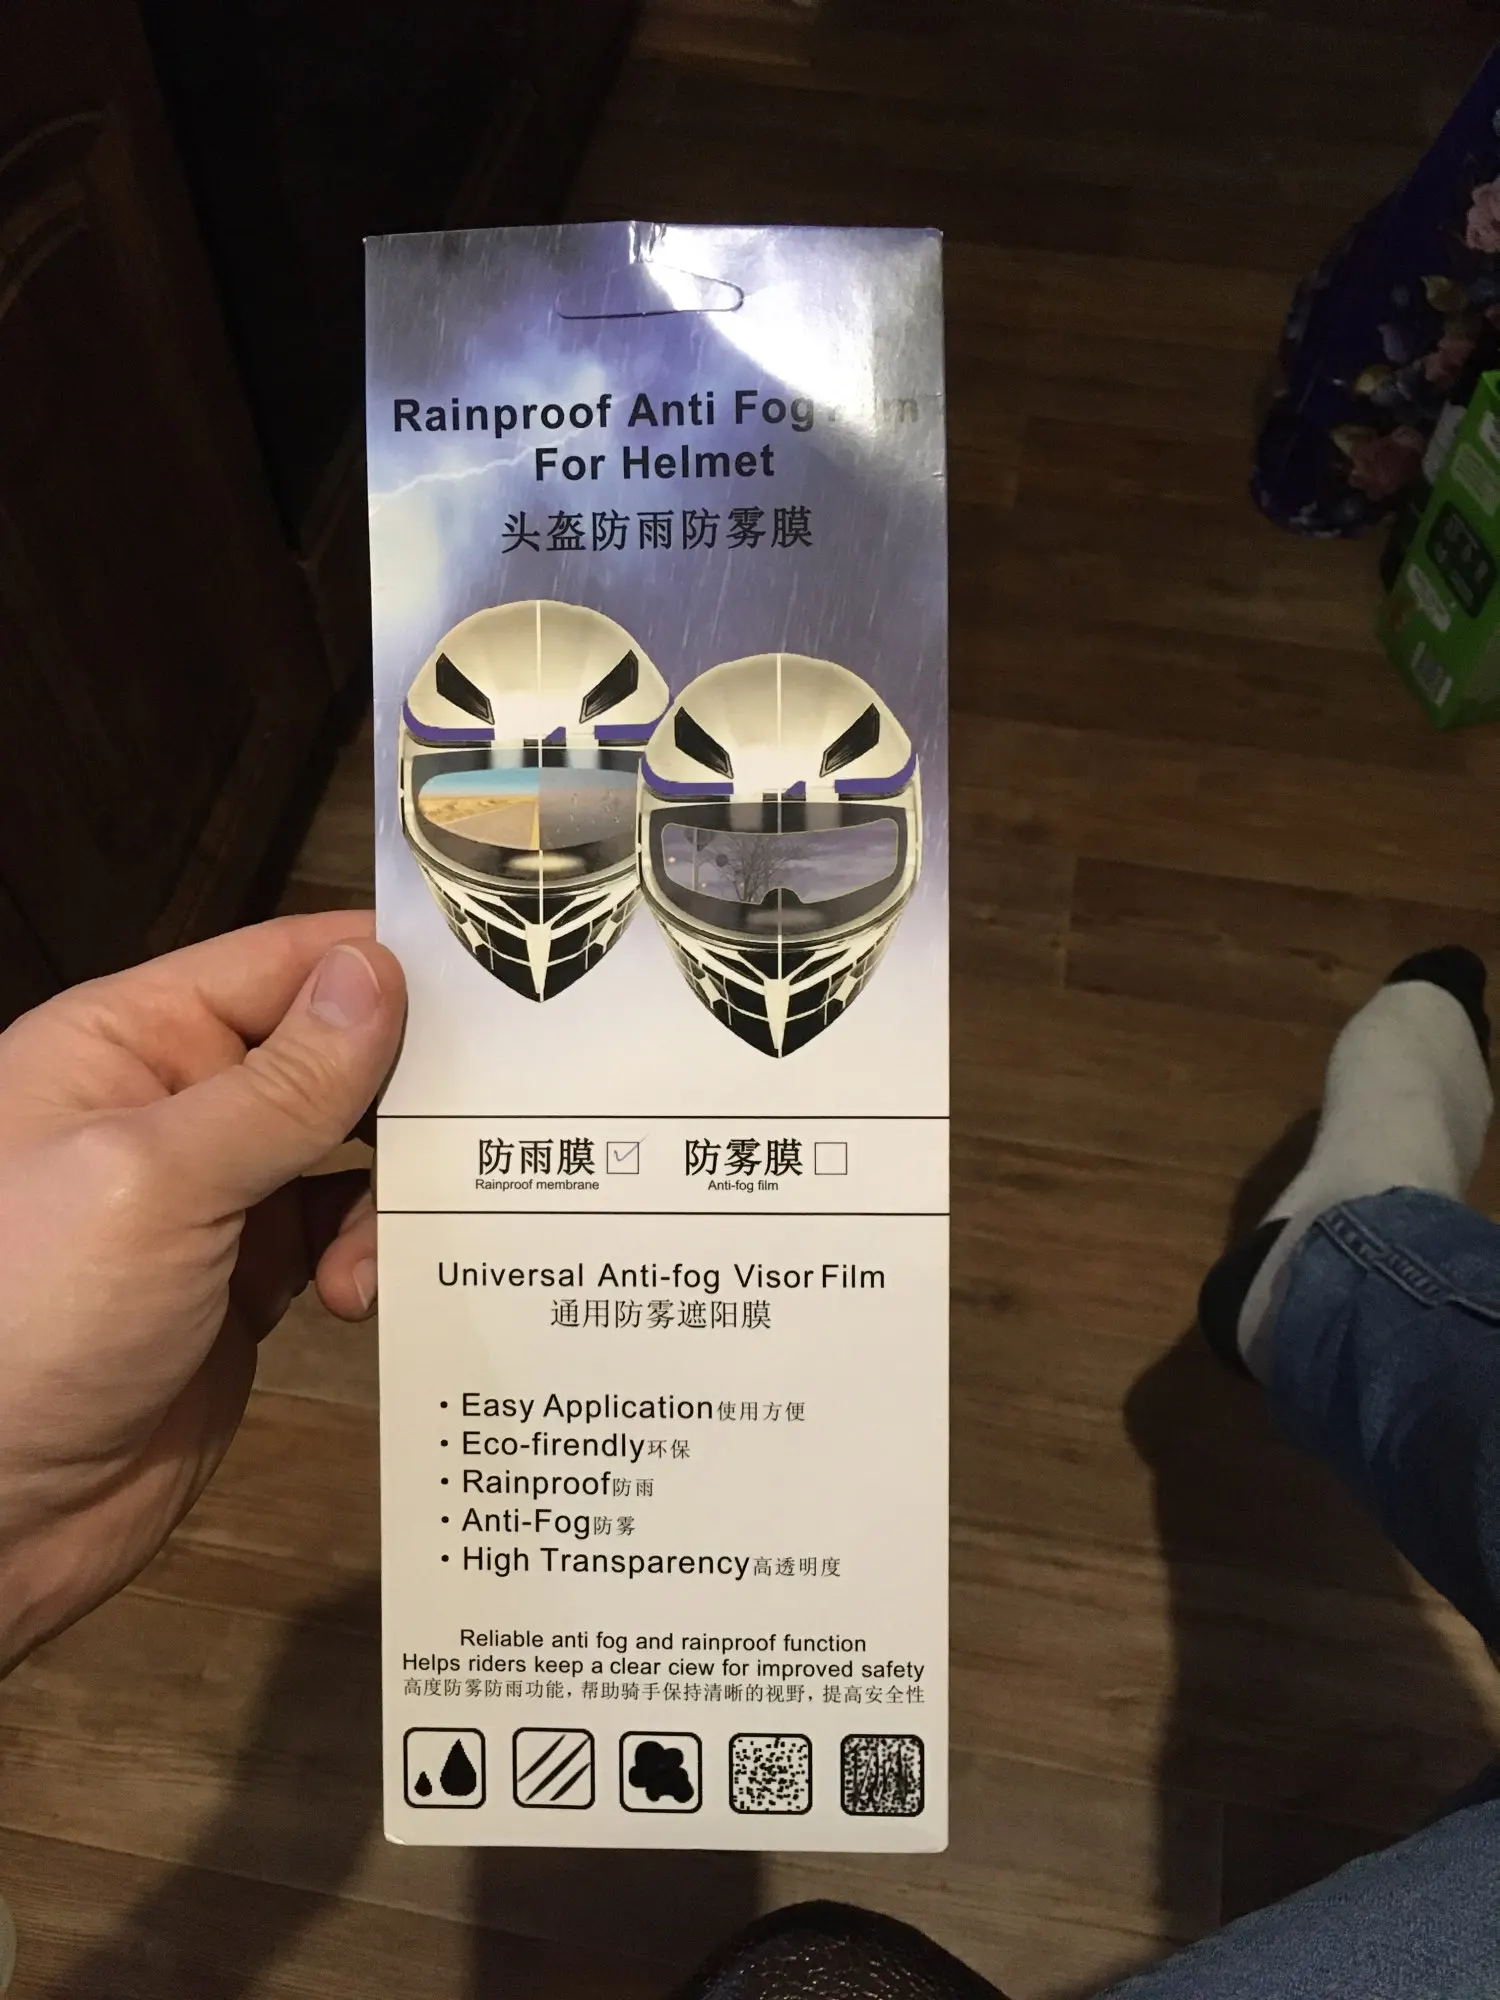 Rainproof Anti Fog Film
For Helmet
头盔防雨防雾膜
防雨膜 防雾膜
Rainproof membrane Anti-fog film
Universal Anti-fog Visor Film
通用防雾遮阳膜
• Easy Application使用方便
• Eco-firendly环保
• Rainproof防雨
• Anti-Fog防雾
• High Transparency高透明度
Reliable anti fog and rainproof function
Helps riders keep a clear ciew for improved safety
高度防雾防雨功能，帮助骑手保持清晰的视野，提高安全性